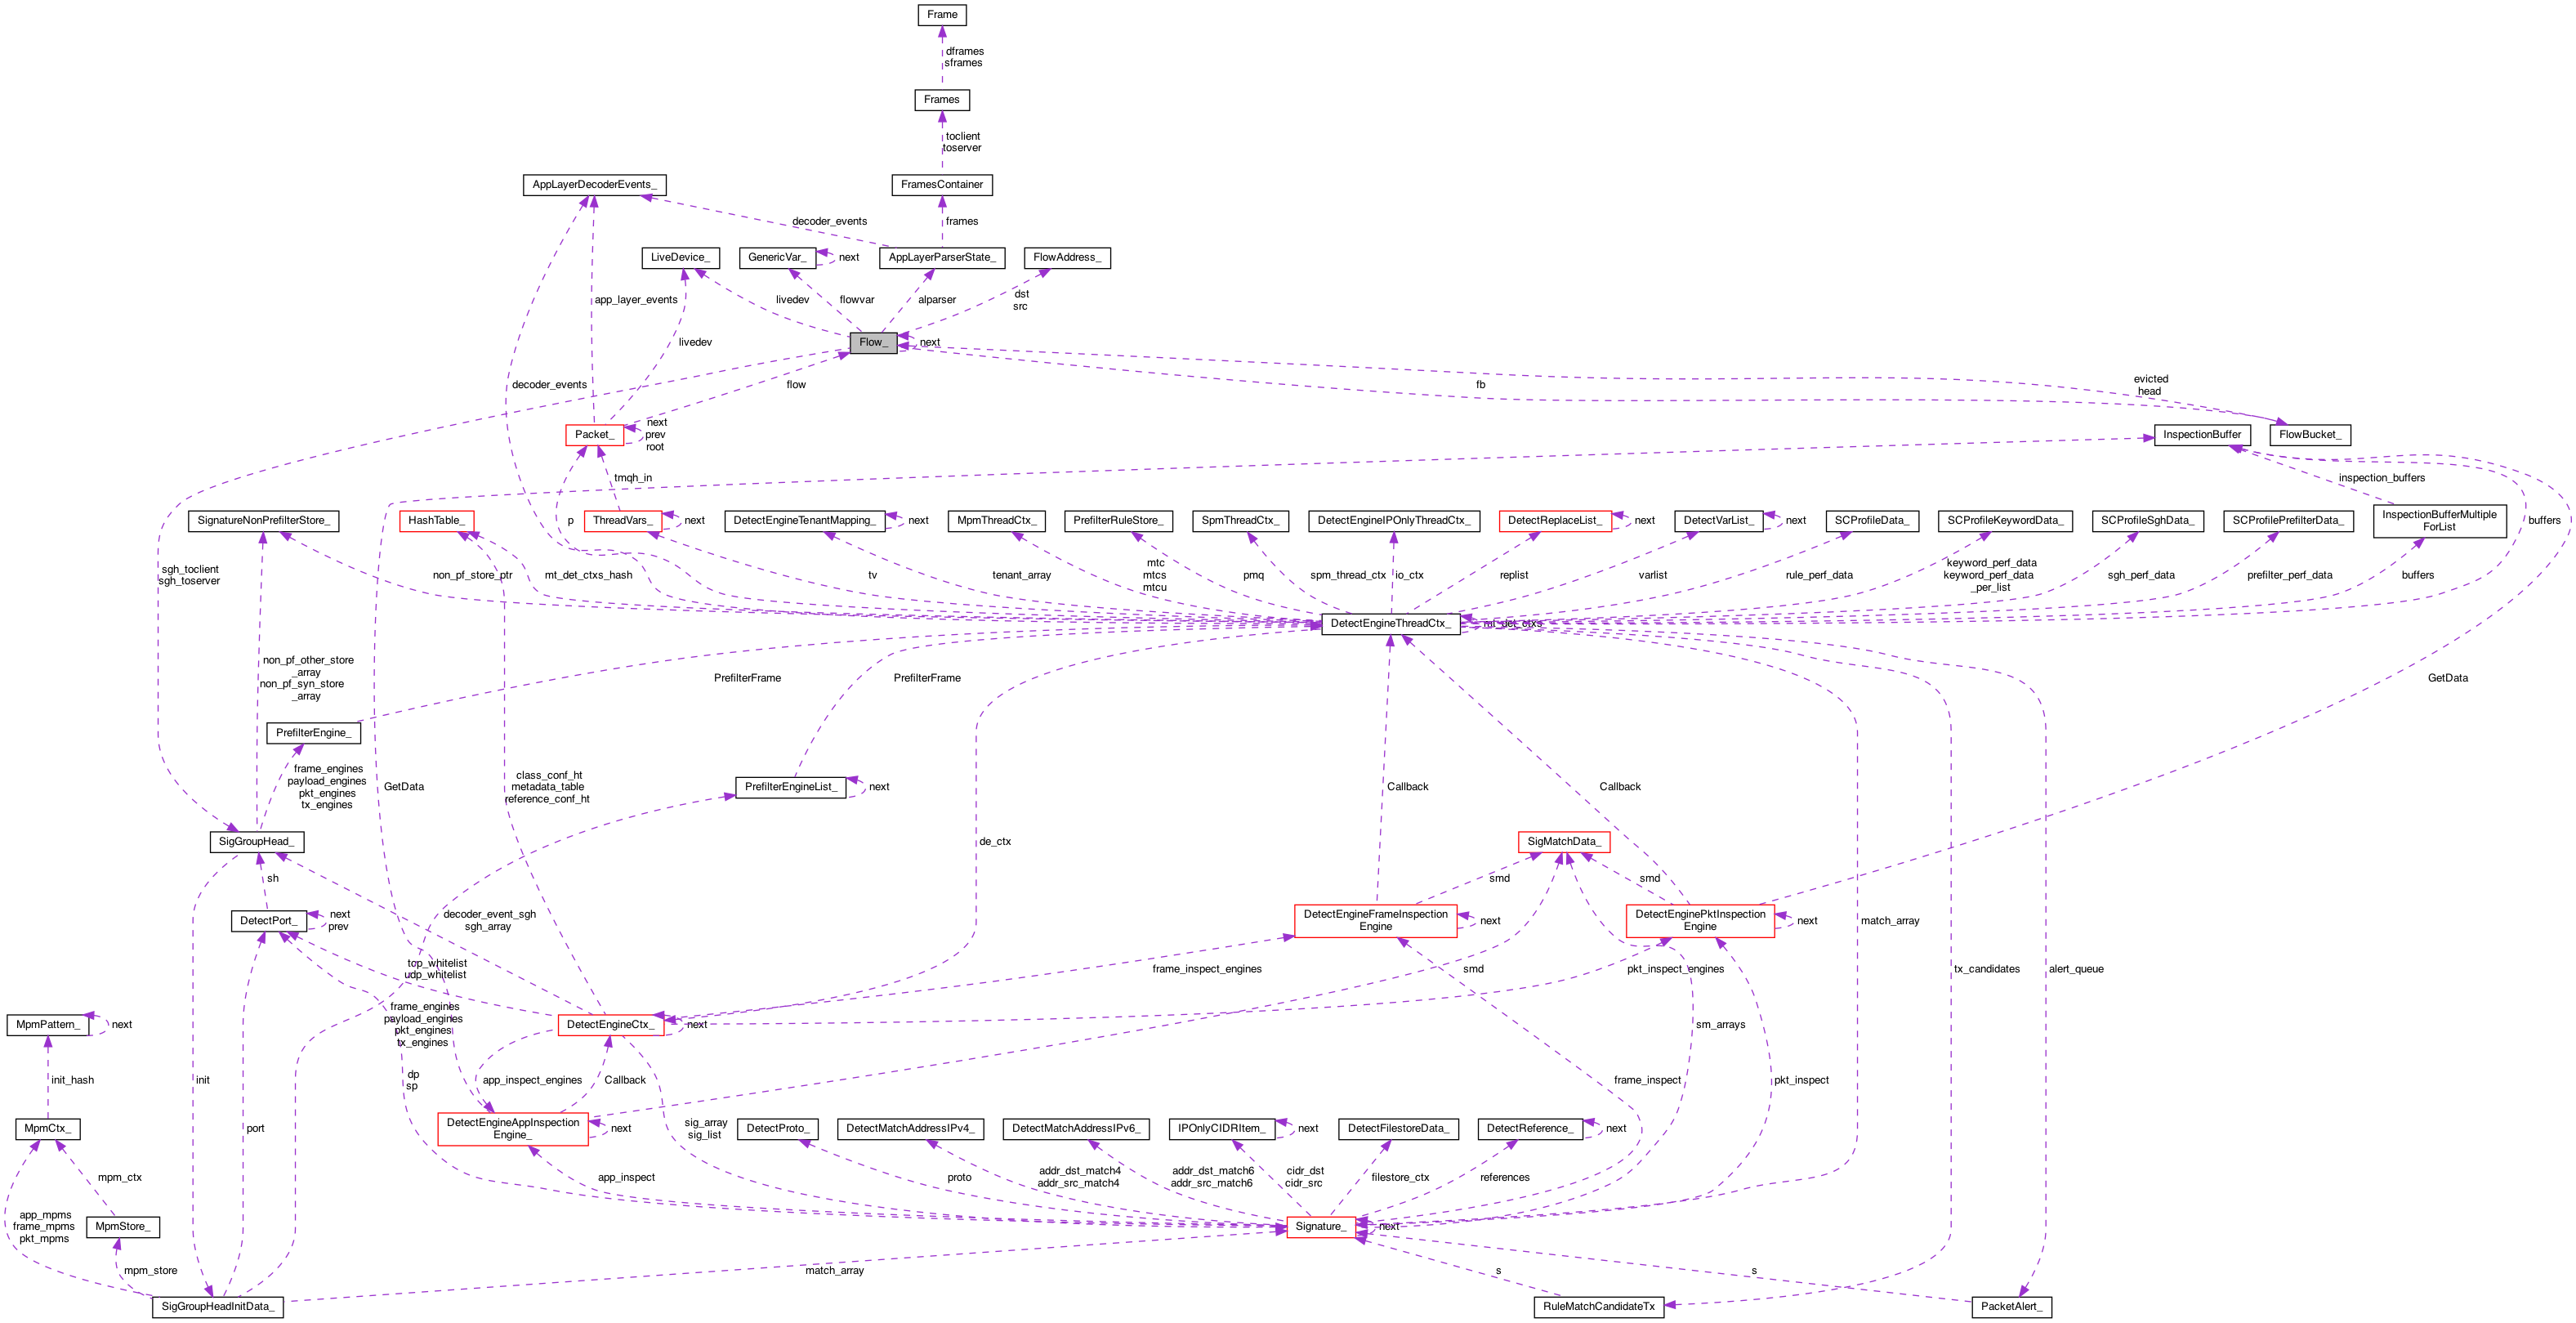 Frame
dframes
sframes
Frames
toclient
toserver
AppLayerDecoderEvents_
FramesContainer
decoder_events
frames
LiveDevice_
GenericVar_
next
AppLayerParserState_
FlowAddress_
app_layer_events
livedev
flowvar
alparser
dst
src
livedev
Flow_
next
decoder_events
flow
fb
evicted
head
Packet_
next
prev
root
InspectionBuffer
FlowBucket_
tmqh_in
inspection_buffers
SignatureNonPrefilterStore_
HashTable_
p
ThreadVars_
next
DetectEngineTenantMapping_
next
MpmThreadCtx_
PrefilterRuleStore_
SpmThreadCtx_
DetectEngineIPOnlyThreadCtx_
DetectReplaceList_
next
DetectVarList_
next
SCProfileData_
SCProfileKeywordData_
SCProfileSghData_
SCProfilePrefilterData_
InspectionBufferMultiple
ForList
buffers
sgh_toclient
sgh_toserver
non_pf_store_ptr
mt_det_ctxs_hash
tv
tenant_array
mtc
mtcs
mtcu
pmq
spm_thread_ctx
io_ctx
replist
varlist
rule_perf_data
keyword_perf_data
keyword_perf_data
_per_list
sgh_perf_data
prefilter_perf_data
buffers
DetectEngineThreadCtx_
mt_det_ctxs
non_pf_other_store
_array
non_pf_syn_store
_array
PrefilterFrame
PrefilterFrame
GetData
PrefilterEngine_
frame_engines
payload_engines
pkt_engines
tx_engines
GetData
class_conf_ht
metadata_table
reference_conf_ht
PrefilterEngineList_
next
Callback
Callback
SigGroupHead_
de_ctx
SigMatchData_
sh
smd
smd
DetectPort_
next
prev
decoder_event_sgh
sgh_array
DetectEngineFrameInspection
Engine
next
DetectEnginePktInspection
Engine
next
match_array
tcp_whitelist
udp_whitelist
frame_inspect_engines
smd
pkt_inspect_engines
tx_candidates
alert_queue
MpmPattern_
next
frame_engines
payload_engines
pkt_engines
tx_engines
DetectEngineCtx_
next
sm_arrays
init_hash
init
dp
sp
app_inspect_engines
Callback
frame_inspect
pkt_inspect
MpmCtx_
port
DetectEngineAppInspection
Engine_
next
sig_array
sig_list
DetectProto_
DetectMatchAddressIPv4_
DetectMatchAddressIPv6_
IPOnlyCIDRItem_
next
DetectFilestoreData_
DetectReference_
next
mpm_ctx
app_inspect
proto
addr_dst_match4
addr_src_match4
addr_dst_match6
addr_src_match6
cidr_dst
cidr_src
filestore_ctx
references
app_mpms
frame_mpms
pkt_mpms
MpmStore_
Signature_
next
mpm_store
match_array
s
s
SigGroupHeadInitData_
RuleMatchCandidateTx
PacketAlert_